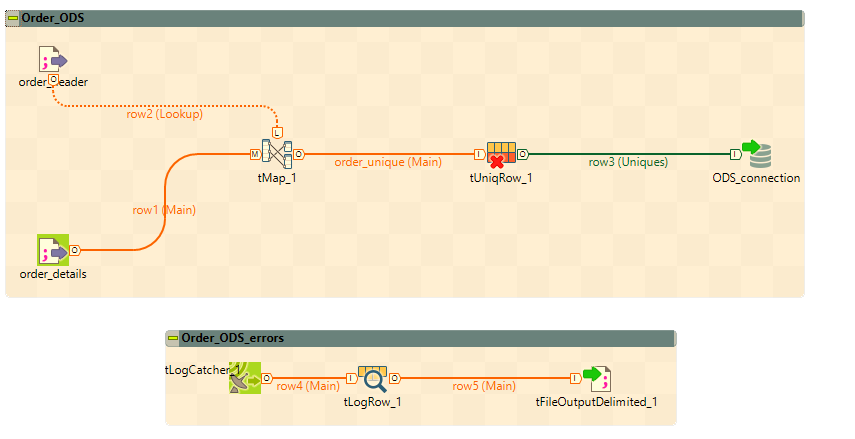 Order_ODS
order_header
row2 (Lookup)
L
M
O
I
O
I
order_unique (Main)
row3 (Uniques)
tMap_1
tUniqRow_1
ODS_connection
row1 (Main)
O
order_details
Order_ODS_errors
tLogCatcher_1
O
I
O
I
row4 (Main)
row5 (Main)
tLogRow_1
tFileOutputDelimited_1